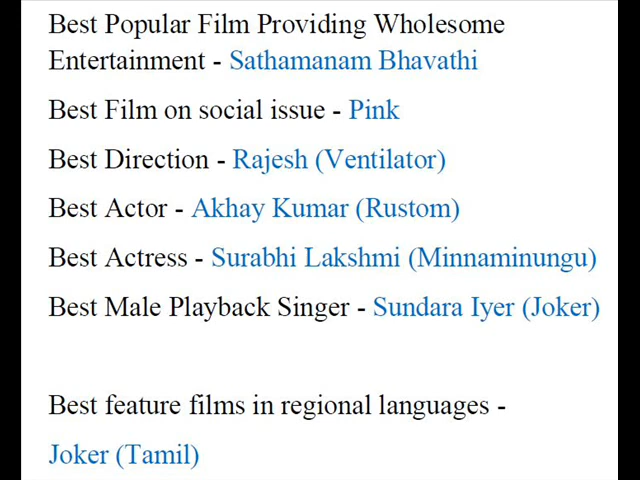 Best Popular Film Providing Wholesome
Entertainment - Sathamanam Bhavathi
Best Film on social issue - Pink
Best Direction - Rajesh (Ventilator)
Best Actor - Akhay Kumar (Rustom)
Best Actress - Surabhi Lakshmi (Minnaminungu)
Best Male Playback Singer - Sundara Iyer (Joker)
Best feature films in regional languages -
Joker (Tamil)